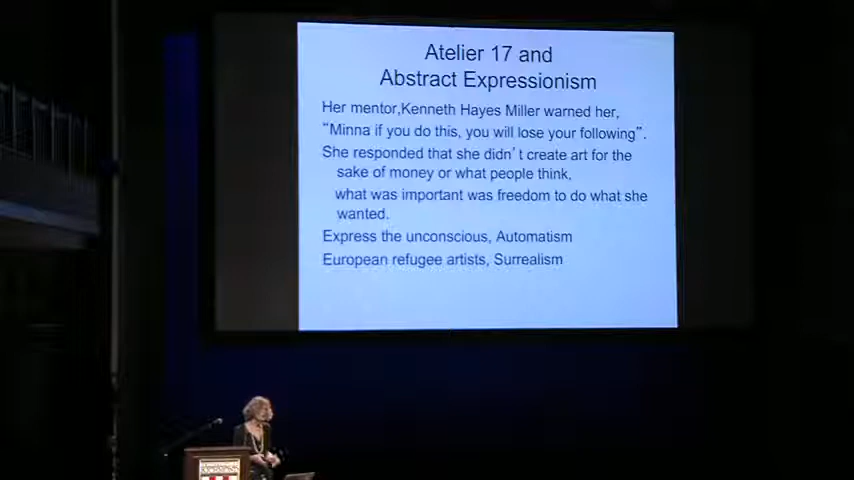 Atelier 17 and
Abstract Expressionism
Her mentor,Kenneth Hayes Miller warned her,
“Minna if you do this, you will lose your following”.
She responded that she didn’t create art for the
sake of money or what people think,
what was important was freedom to do what she
wanted.
Express the unconscious, Automatism
European refugee artists, Surrealism